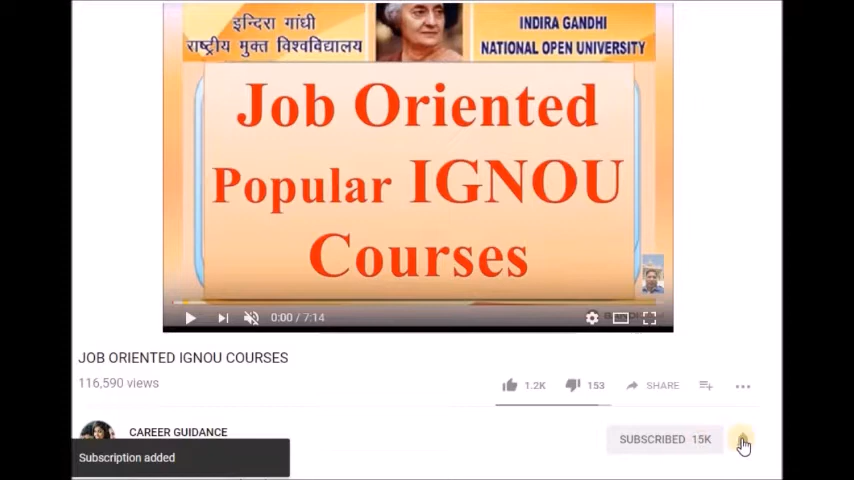 इन्दिरा गांधी
राष्ट्रीय मुक्त विश्वविद्यालय
INDIRA GANDHI
NATIONAL OPEN UNIVERSITY
Job Oriented
Popular IGNOU
Courses
0:00 / 7:14
JOB ORIENTED IGNOU COURSES
116,590 views
1.2K
153
SHARE
CAREER GUIDANCE
SUBSCRIBED 15K
Subscription added